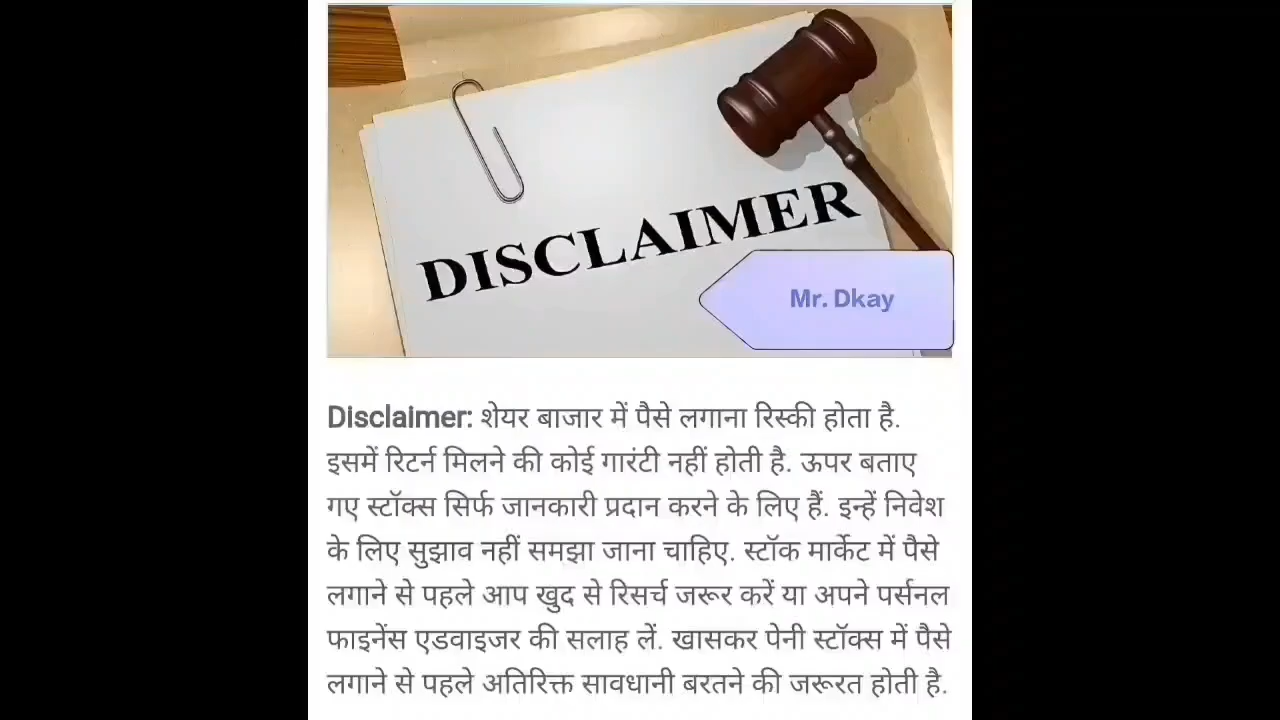 DISCLAIMER
Mr. Dkay
Disclaimer: शेयर बाजार में पैसे लगाना रिस्की होता है.
इसमें रिटर्न मिलने की कोई गारंटी नहीं होती है. ऊपर बताए
गए स्टॉक्स सिर्फ जानकारी प्रदान करने के लिए हैं. इन्हें निवेश
के लिए सुझाव नहीं समझा जाना चाहिए. स्टॉक मार्केट में पैसे
लगाने से पहले आप खुद से रिसर्च जरूर करें या अपने पर्सनल
फाइनेंस एडवाइजर की सलाह लें. खासकर पेनी स्टॉक्स में पैसे
लगाने से पहले अतिरिक्त सावधानी बरतने की जरूरत होती है.